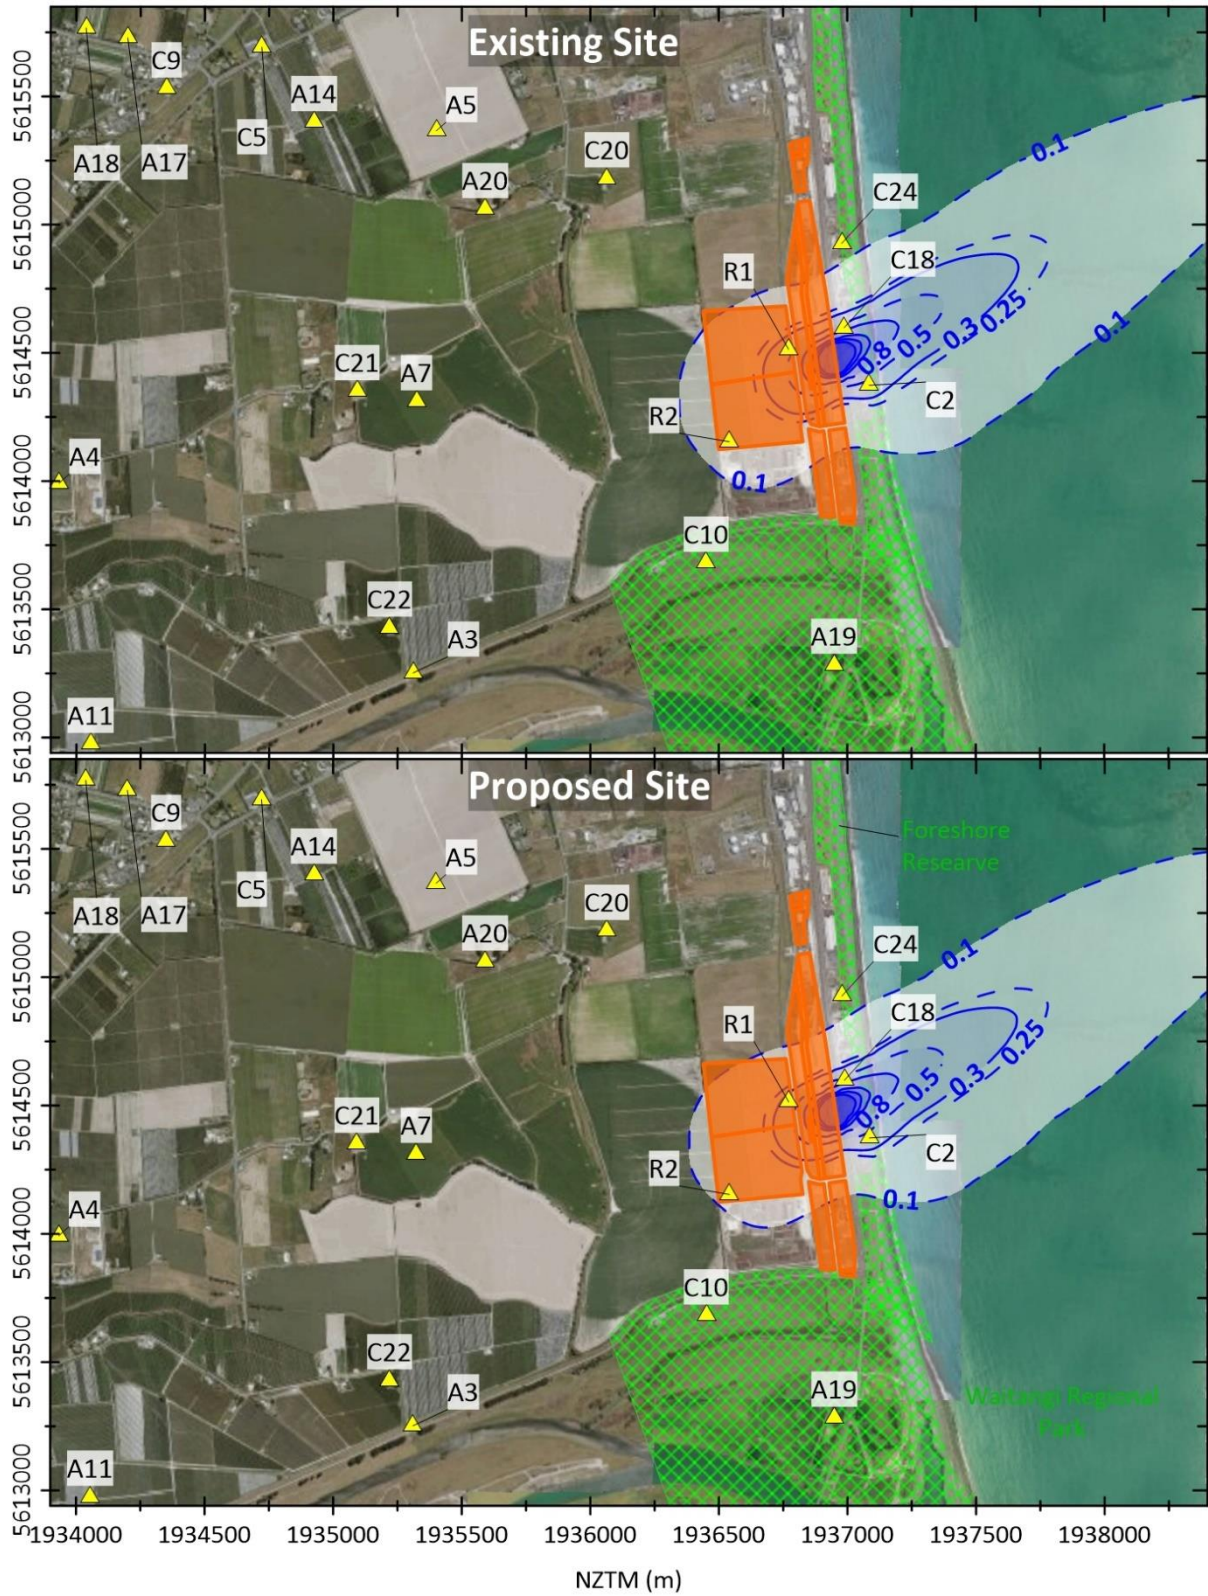 Existing Site
C9
A14
A5
C5
A18
A17
C20
A20
0.1
C24
C18
R1
0.25
0.3
0.5
0.8
0.1
C21
A7
C2
R2
A4
0.1
C10
C22
A3
A19
A11
5615500
5615000
5614500
5614000
5613500
5613000
Proposed Site
Foreshore
Researve
C9
A14
A5
C5
A18
A17
C20
A20
0.1
C24
C18
R1
0.25
0.3
0.5
0.8
C21
A7
C2
R2
0.1
A4
C10
C22
A3
A19
Waitangi Regional
Park
A11
5615500
5615000
5614500
5614000
5613500
5613000
1934000
1934500
1935000
1935500
1936000
1936500
1937000
1937500
1938000
NZTM (m)